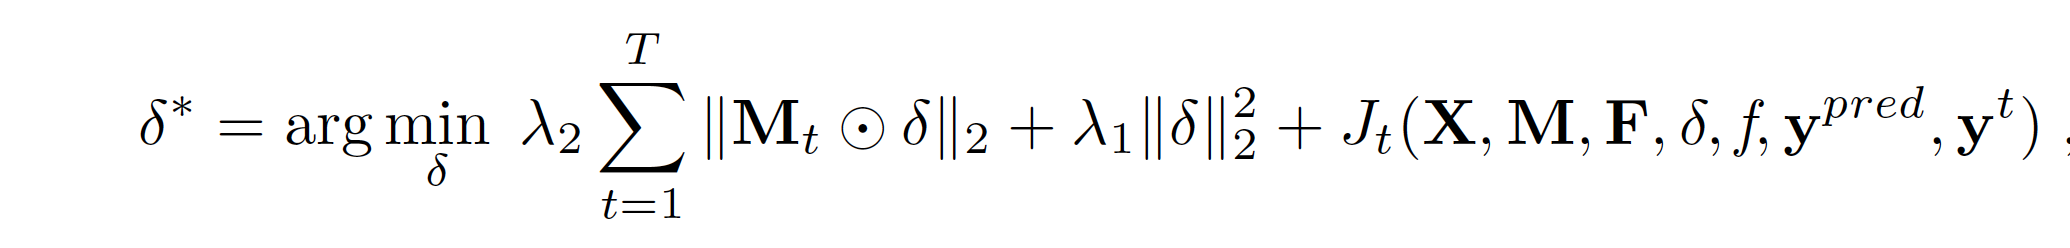 δ* = arg min_δ λ₂ ∑_{t=1}^{T} ‖𝐌_t ⊙ δ‖₂ + λ₁‖δ‖₂² + J_t(𝐗, 𝐌, 𝐅, δ, f, 𝐲^{pred}, 𝐲^t) ,